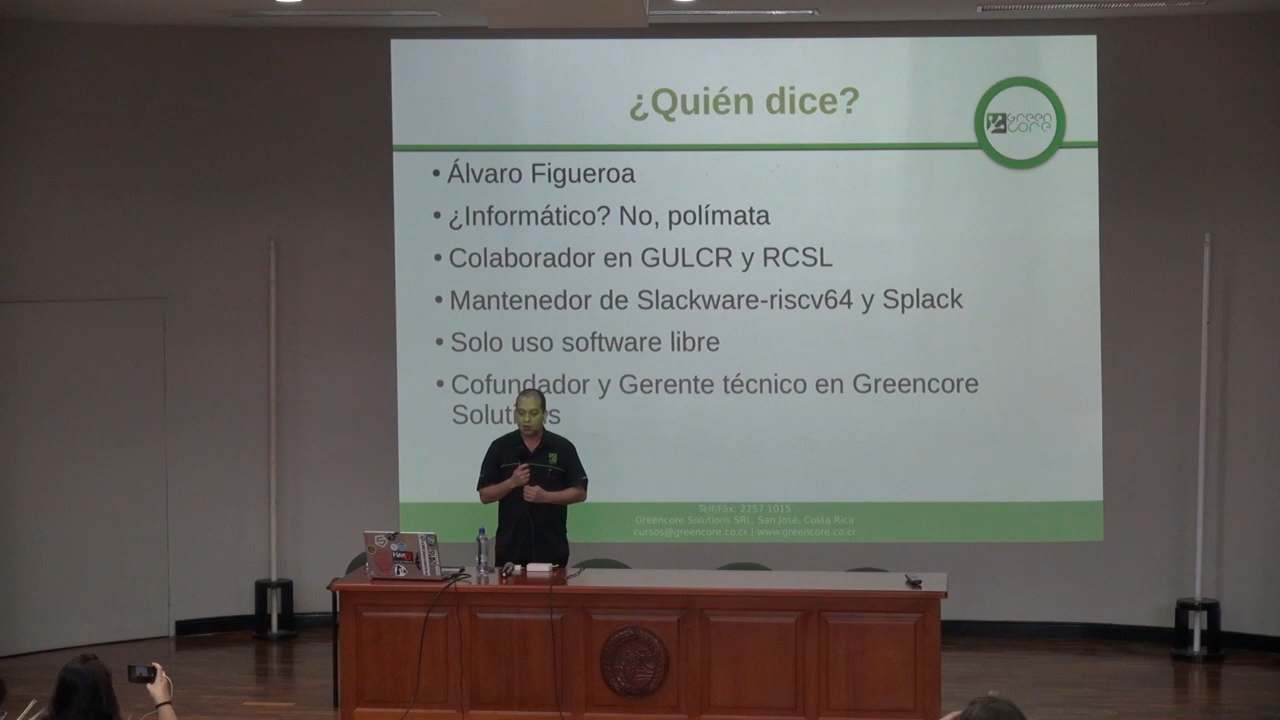 ¿Quién dice?
Green
Core
• Álvaro Figueroa
• ¿Informático? No, polímata
• Colaborador en GULCR y RCSL
• Mantenedor de Slackware-riscv64 y Splack
• Solo uso software libre
• Cofundador y Gerente técnico en Greencore
Solutions
Telf/Fax: 2257 1015
Greencore Solutions SRL, San José, Costa Rica
cursos@greencore.co.cr | www.greencore.co.cr